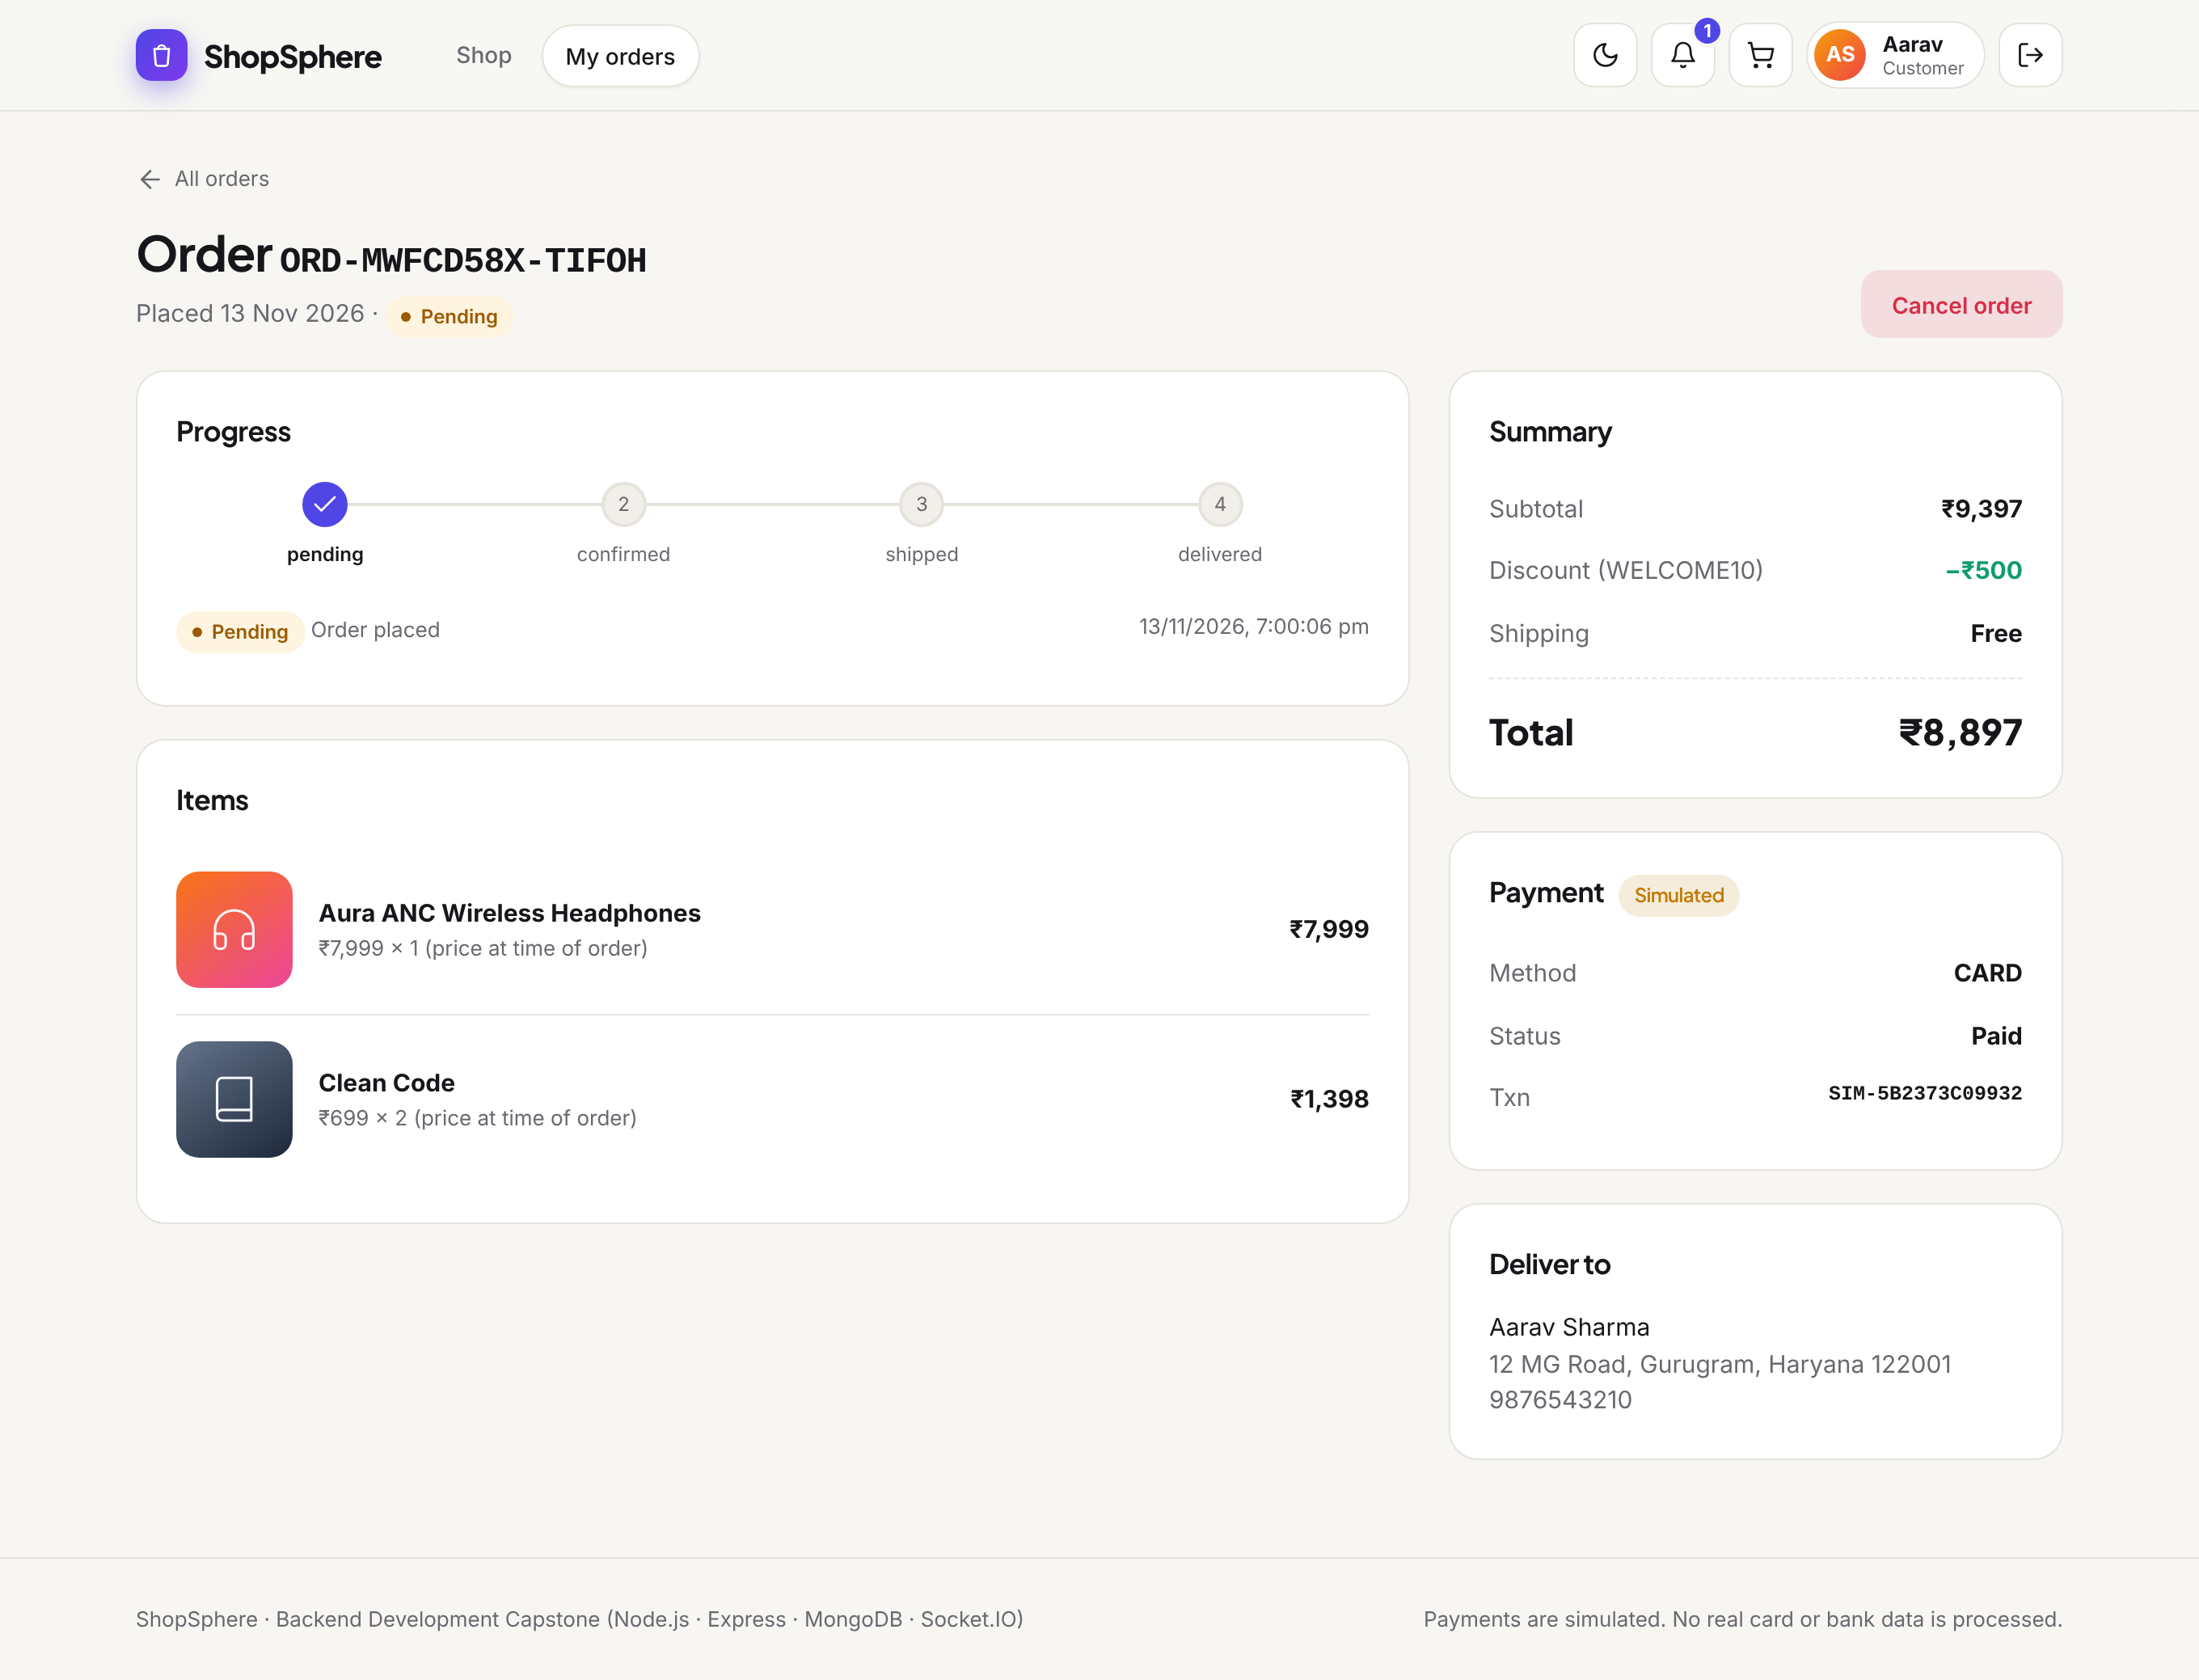 ShopSphere
Shop
My orders
1
AS
Aarav
Customer
All orders
Order ORD-MWFCD58X-TIFOH
Placed 13 Nov 2026 · Pending
Cancel order
Progress
2
3
4
pending
confirmed
shipped
delivered
Pending Order placed
13/11/2026, 7:00:06 pm
Items
Aura ANC Wireless Headphones
₹7,999 × 1 (price at time of order)
₹7,999
Clean Code
₹699 × 2 (price at time of order)
₹1,398
Summary
Subtotal ₹9,397
Discount (WELCOME10) −₹500
Shipping Free
Total ₹8,897
Payment Simulated
Method CARD
Status Paid
Txn SIM-5B2373C09932
Deliver to
Aarav Sharma
12 MG Road, Gurugram, Haryana 122001
9876543210
ShopSphere · Backend Development Capstone (Node.js · Express · MongoDB · Socket.IO)
Payments are simulated. No real card or bank data is processed.